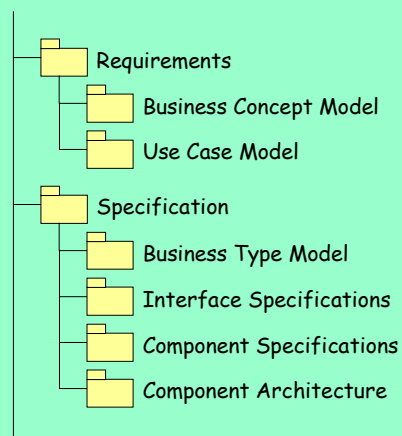 Requirements
Business Concept Model
Use Case Model
Specification
Business Type Model
Interface Specifications
Component Specifications
Component Architecture